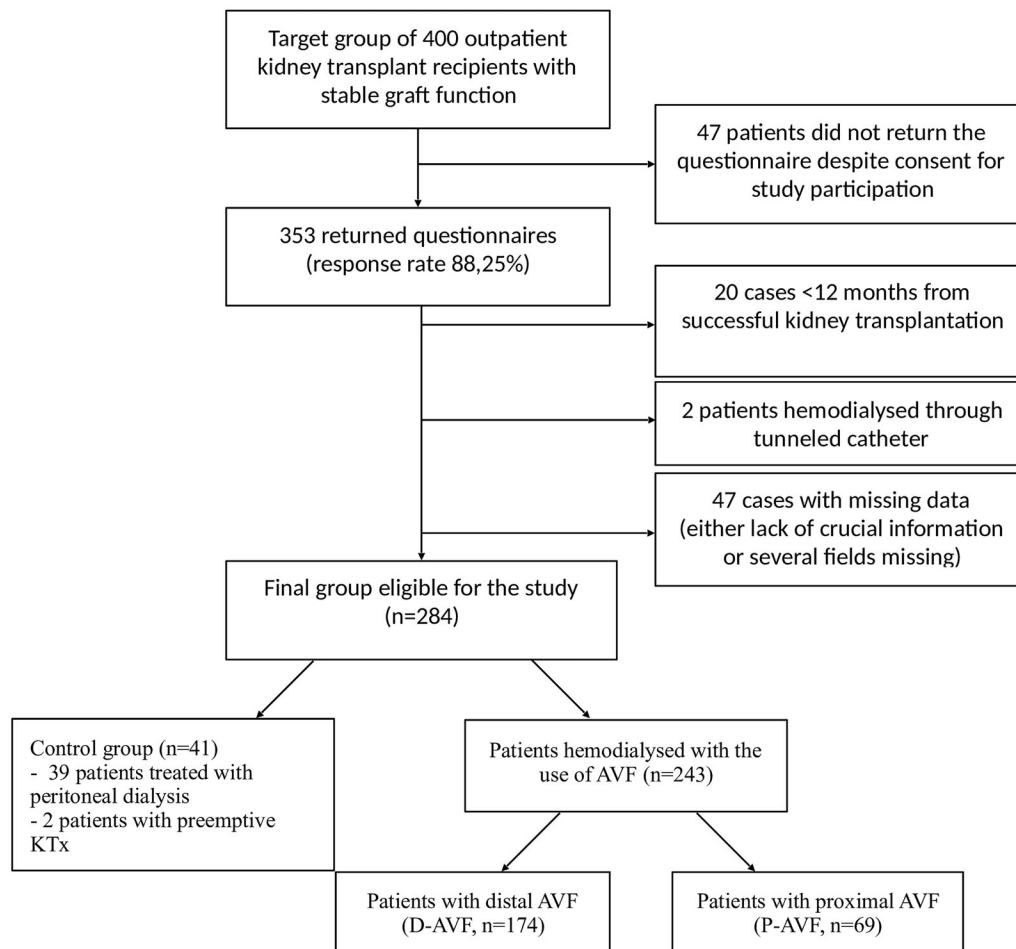 Target group of 400 outpatient
kidney transplant recipients with
stable graft function
47 patients did not return the
questionnaire despite consent for
study participation
353 returned questionnaires
(response rate 88,25%)
20 cases <12 months from
successful kidney transplantation
2 patients hemodialysed through
tunneled catheter
47 cases with missing data
(either lack of crucial information
or several fields missing)
Final group eligible for the study
(n=284)
Control group (n=41)
- 39 patients treated with
peritoneal dialysis
- 2 patients with preemptive
KTx
Patients hemodialysed with the
use of AVF (n=243)
Patients with distal AVF
(D-AVF, n=174)
Patients with proximal AVF
(P-AVF, n=69)